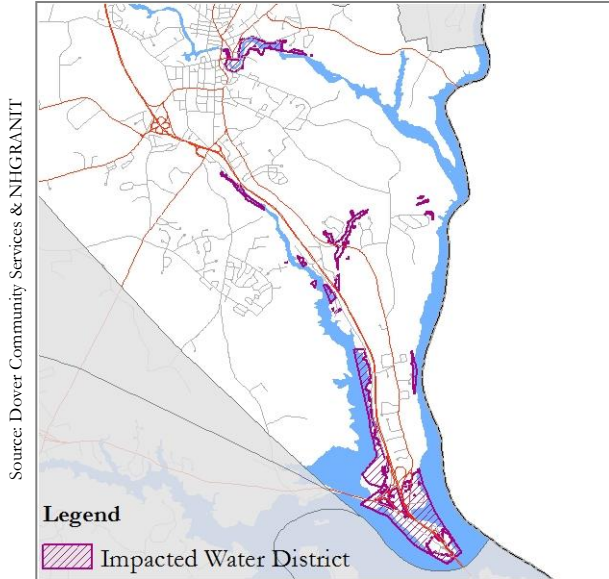 Source: Dover Community Services & NHGRANIT
Legend
Impacted Water District